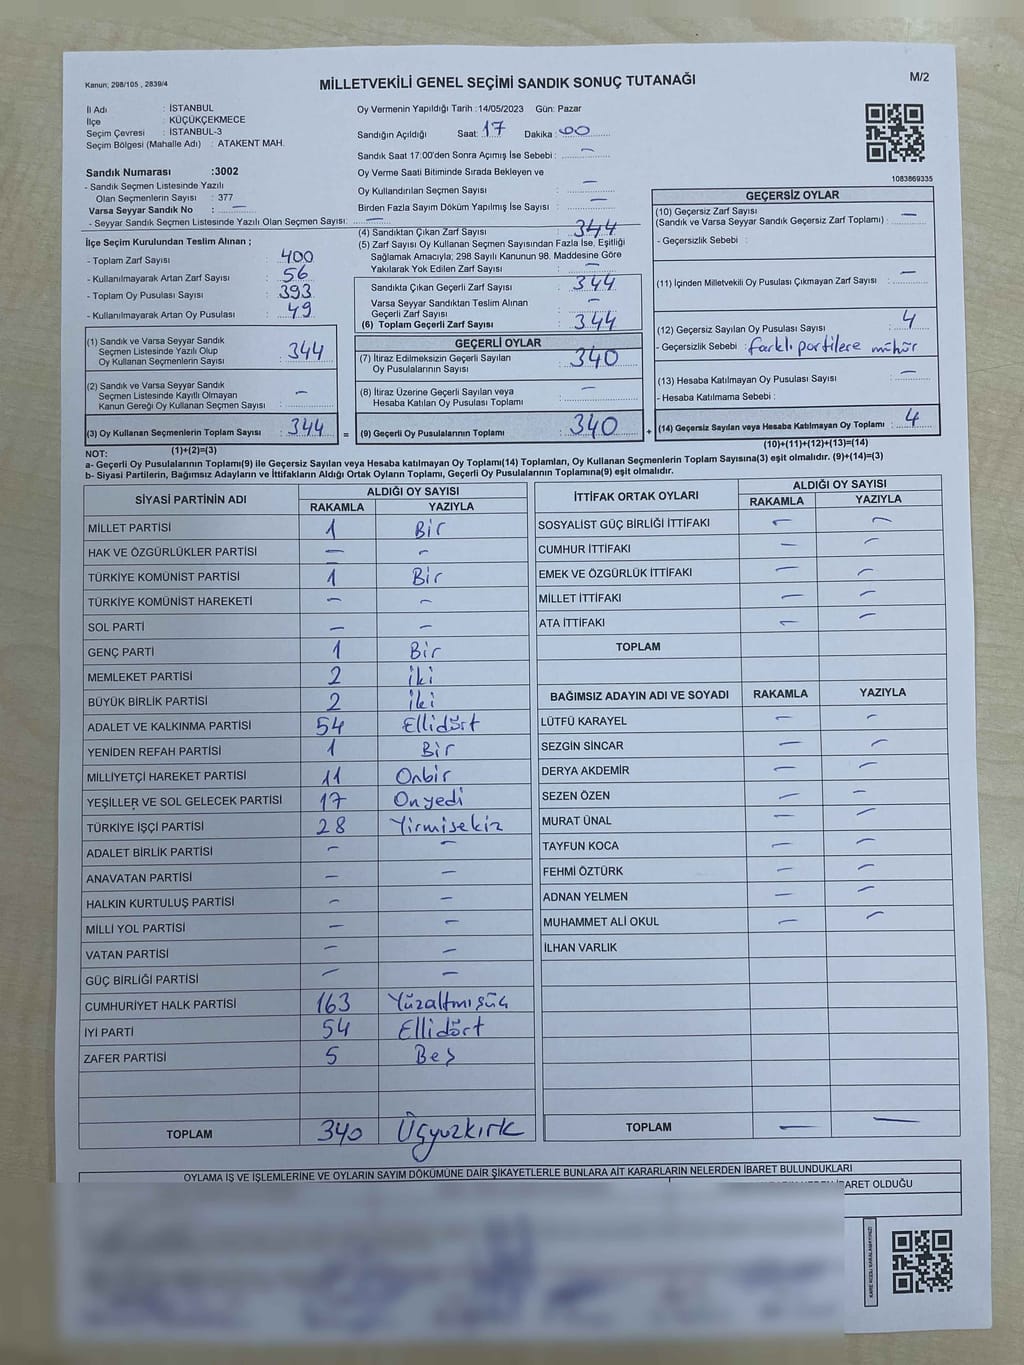 Kanun; 298/105 , 2839/4
MİLLETVEKİLİ GENEL SEÇİMİ SANDIK SONUÇ TUTANAĞI
M/2
İl Adı : İSTANBUL
İlçe : KÜÇÜKÇEKMECE
Seçim Çevresi : İSTANBUL-3
Seçim Bölgesi (Mahalle Adı) : ATAKENT MAH.
Sandık Numarası :3002
- Sandık Seçmen Listesinde Yazılı
Olan Seçmenlerin Sayısı : 377
Varsa Seyyar Sandık No : —
- Seyyar Sandık Seçmen Listesinde Yazılı Olan Seçmen Sayısı: —
İlçe Seçim Kurulundan Teslim Alınan ;
- Toplam Zarf Sayısı : 400
- Kullanılmayarak Artan Zarf Sayısı : 56
- Toplam Oy Pusulası Sayısı : 393
- Kullanılmayarak Artan Oy Pusulası : 49
(1) Sandık ve Varsa Seyyar Sandık
Seçmen Listesinde Yazılı Olup
Oy Kullanan Seçmenlerin Sayısı : 344
(2) Sandık ve Varsa Seyyar Sandık
Seçmen Listesinde Kayıtlı Olmayan
Kanun Gereği Oy Kullanan Seçmen Sayısı : —
(3) Oy Kullanan Seçmenlerin Toplam Sayısı : 344
(1)+(2)=(3)
Oy Vermenin Yapıldığı Tarih :14/05/2023 Gün: Pazar
Sandığın Açıldığı Saat: 17 Dakika: 00
Sandık Saat 17:00'den Sonra Açımış İse Sebebi : —
Oy Verme Saati Bitiminde Sırada Bekleyen ve
Oy Kullandırılan Seçmen Sayısı : —
Birden Fazla Sayım Döküm Yapılmış İse Sayısı : —
(4) Sandıktan Çıkan Zarf Sayısı : 344
(5) Zarf Sayısı Oy Kullanan Seçmen Sayısından Fazla İse, Eşitliği
Sağlamak Amacıyla; 298 Sayılı Kanunun 98. Maddesine Göre
Yakılarak Yok Edilen Zarf Sayısı : —
Sandıkta Çıkan Geçerli Zarf Sayısı : 344
Varsa Seyyar Sandıktan Teslim Alınan
Geçerli Zarf Sayısı : —
(6) Toplam Geçerli Zarf Sayısı : 344
GEÇERLİ OYLAR
(7) İtiraz Edilmeksizin Geçerli Sayılan
Oy Pusulalarının Sayısı : 340
(8) İtiraz Üzerine Geçerli Sayılan veya
Hesaba Katılan Oy Pusulası Toplamı : —
= (9) Geçerli Oy Pusulalarının Toplamı : 340 +
1083869335
GEÇERSİZ OYLAR
(10) Geçersiz Zarf Sayısı
(Sandık ve Varsa Seyyar Sandık Geçersiz Zarf Toplamı) : —
- Geçersizlik Sebebi :
(11) İçinden Milletvekili Oy Pusulası Çıkmayan Zarf Sayısı : —
(12) Geçersiz Sayılan Oy Pusulası Sayısı : 4
- Geçersizlik Sebebi : farklı partilere mühür
(13) Hesaba Katılmayan Oy Pusulası Sayısı : —
- Hesaba Katılmama Sebebi :
(14) Geçersiz Sayılan veya Hesaba Katılmayan Oy Toplamı : 4
(10)+(11)+(12)+(13)=(14)
NOT:
a- Geçerli Oy Pusulalarının Toplamı(9) ile Geçersiz Sayılan veya Hesaba katılmayan Oy Toplamı(14) Toplamları, Oy Kullanan Seçmenlerin Toplam Sayısına(3) eşit olmalıdır. (9)+(14)=(3)
b- Siyasi Partilerin, Bağımsız Adayların ve İttifakların Aldığı Ortak Oyların Toplamı, Geçerli Oy Pusulalarının Toplamına(9) eşit olmalıdır.
SİYASİ PARTİNİN ADI ALDIĞI OY SAYISI
RAKAMLA YAZIYLA
MİLLET PARTİSİ 1 Bir
HAK VE ÖZGÜRLÜKLER PARTİSİ — —
TÜRKİYE KOMÜNİST PARTİSİ 1 Bir
TÜRKİYE KOMÜNİST HAREKETİ — —
SOL PARTİ — —
GENÇ PARTİ 1 Bir
MEMLEKET PARTİSİ 2 iki
BÜYÜK BİRLİK PARTİSİ 2 iki
ADALET VE KALKINMA PARTİSİ 54 Ellidört
YENİDEN REFAH PARTİSİ 1 Bir
MİLLİYETÇİ HAREKET PARTİSİ 11 Onbir
YEŞİLLER VE SOL GELECEK PARTİSİ 17 Onyedi
TÜRKİYE İŞÇİ PARTİSİ 28 Yirmisekiz
ADALET BİRLİK PARTİSİ — —
ANAVATAN PARTİSİ — —
HALKIN KURTULUŞ PARTİSİ — —
MİLLİ YOL PARTİSİ — —
VATAN PARTİSİ — —
GÜÇ BİRLİĞİ PARTİSİ — —
CUMHURİYET HALK PARTİSİ 163 Yüzaltmışüç
İYİ PARTİ 54 Ellidört
ZAFER PARTİSİ 5 Beş
TOPLAM 340 Üçyüzkırk
İTTİFAK ORTAK OYLARI ALDIĞI OY SAYISI
RAKAMLA YAZIYLA
SOSYALİST GÜÇ BİRLİĞİ İTTİFAKI — —
CUMHUR İTTİFAKI — —
EMEK VE ÖZGÜRLÜK İTTİFAKI — —
MİLLET İTTİFAKI — —
ATA İTTİFAKI — —
TOPLAM
BAĞIMSIZ ADAYIN ADI VE SOYADI RAKAMLA YAZIYLA
LÜTFÜ KARAYEL — —
SEZGİN SİNCAR — —
DERYA AKDEMİR — —
SEZEN ÖZEN — —
MURAT ÜNAL — —
TAYFUN KOCA — —
FEHMİ ÖZTÜRK — —
ADNAN YELMEN — —
MUHAMMET ALİ OKUL — —
İLHAN VARLIK
TOPLAM — —
OYLAMA İŞ VE İŞLEMLERİNE VE OYLARIN SAYIM DÖKÜMÜNE DAİR ŞİKAYETLERLE BUNLARA AİT KARARLARIN NELERDEN İBARET BULUNDUKLARI
İBARET OLDUĞU